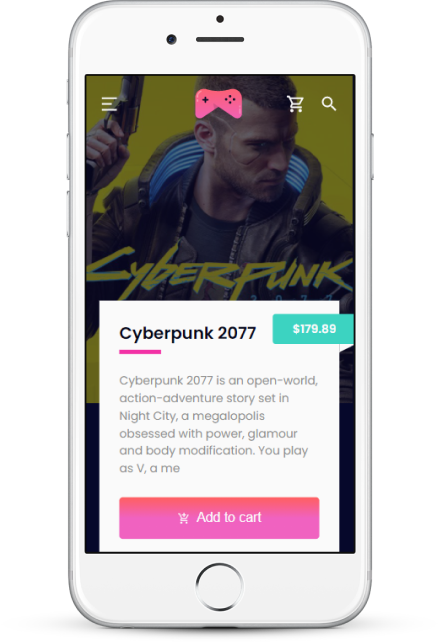 CYBERPUNK
2077
Cyberpunk 2077
$179.89
Cyberpunk 2077 is an open-world,
action-adventure story set in
Night City, a megalopolis
obsessed with power, glamour
and body modification. You play
as V, a me
Add to cart